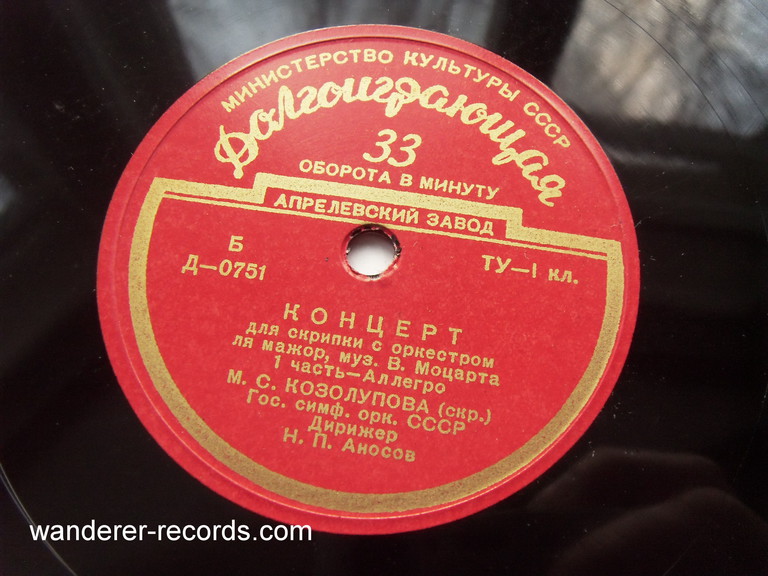 МИНИСТЕРСТВО КУЛЬТУРЫ СССР
Долгоиграющая
33
ОБОРОТА В МИНУТУ
АПРЕЛЕВСКИЙ ЗАВОД
Б
Д—0751
ТУ—I кл.
КОНЦЕРТ
для скрипки с оркестром
ля мажор, муз. В. Моцарта
1 часть—Аллегро
М. С. КОЗОЛУПОВА (скр.)
Гос. симф. орк. СССР
Дирижер
Н. П. Аносов
wanderer-records.com